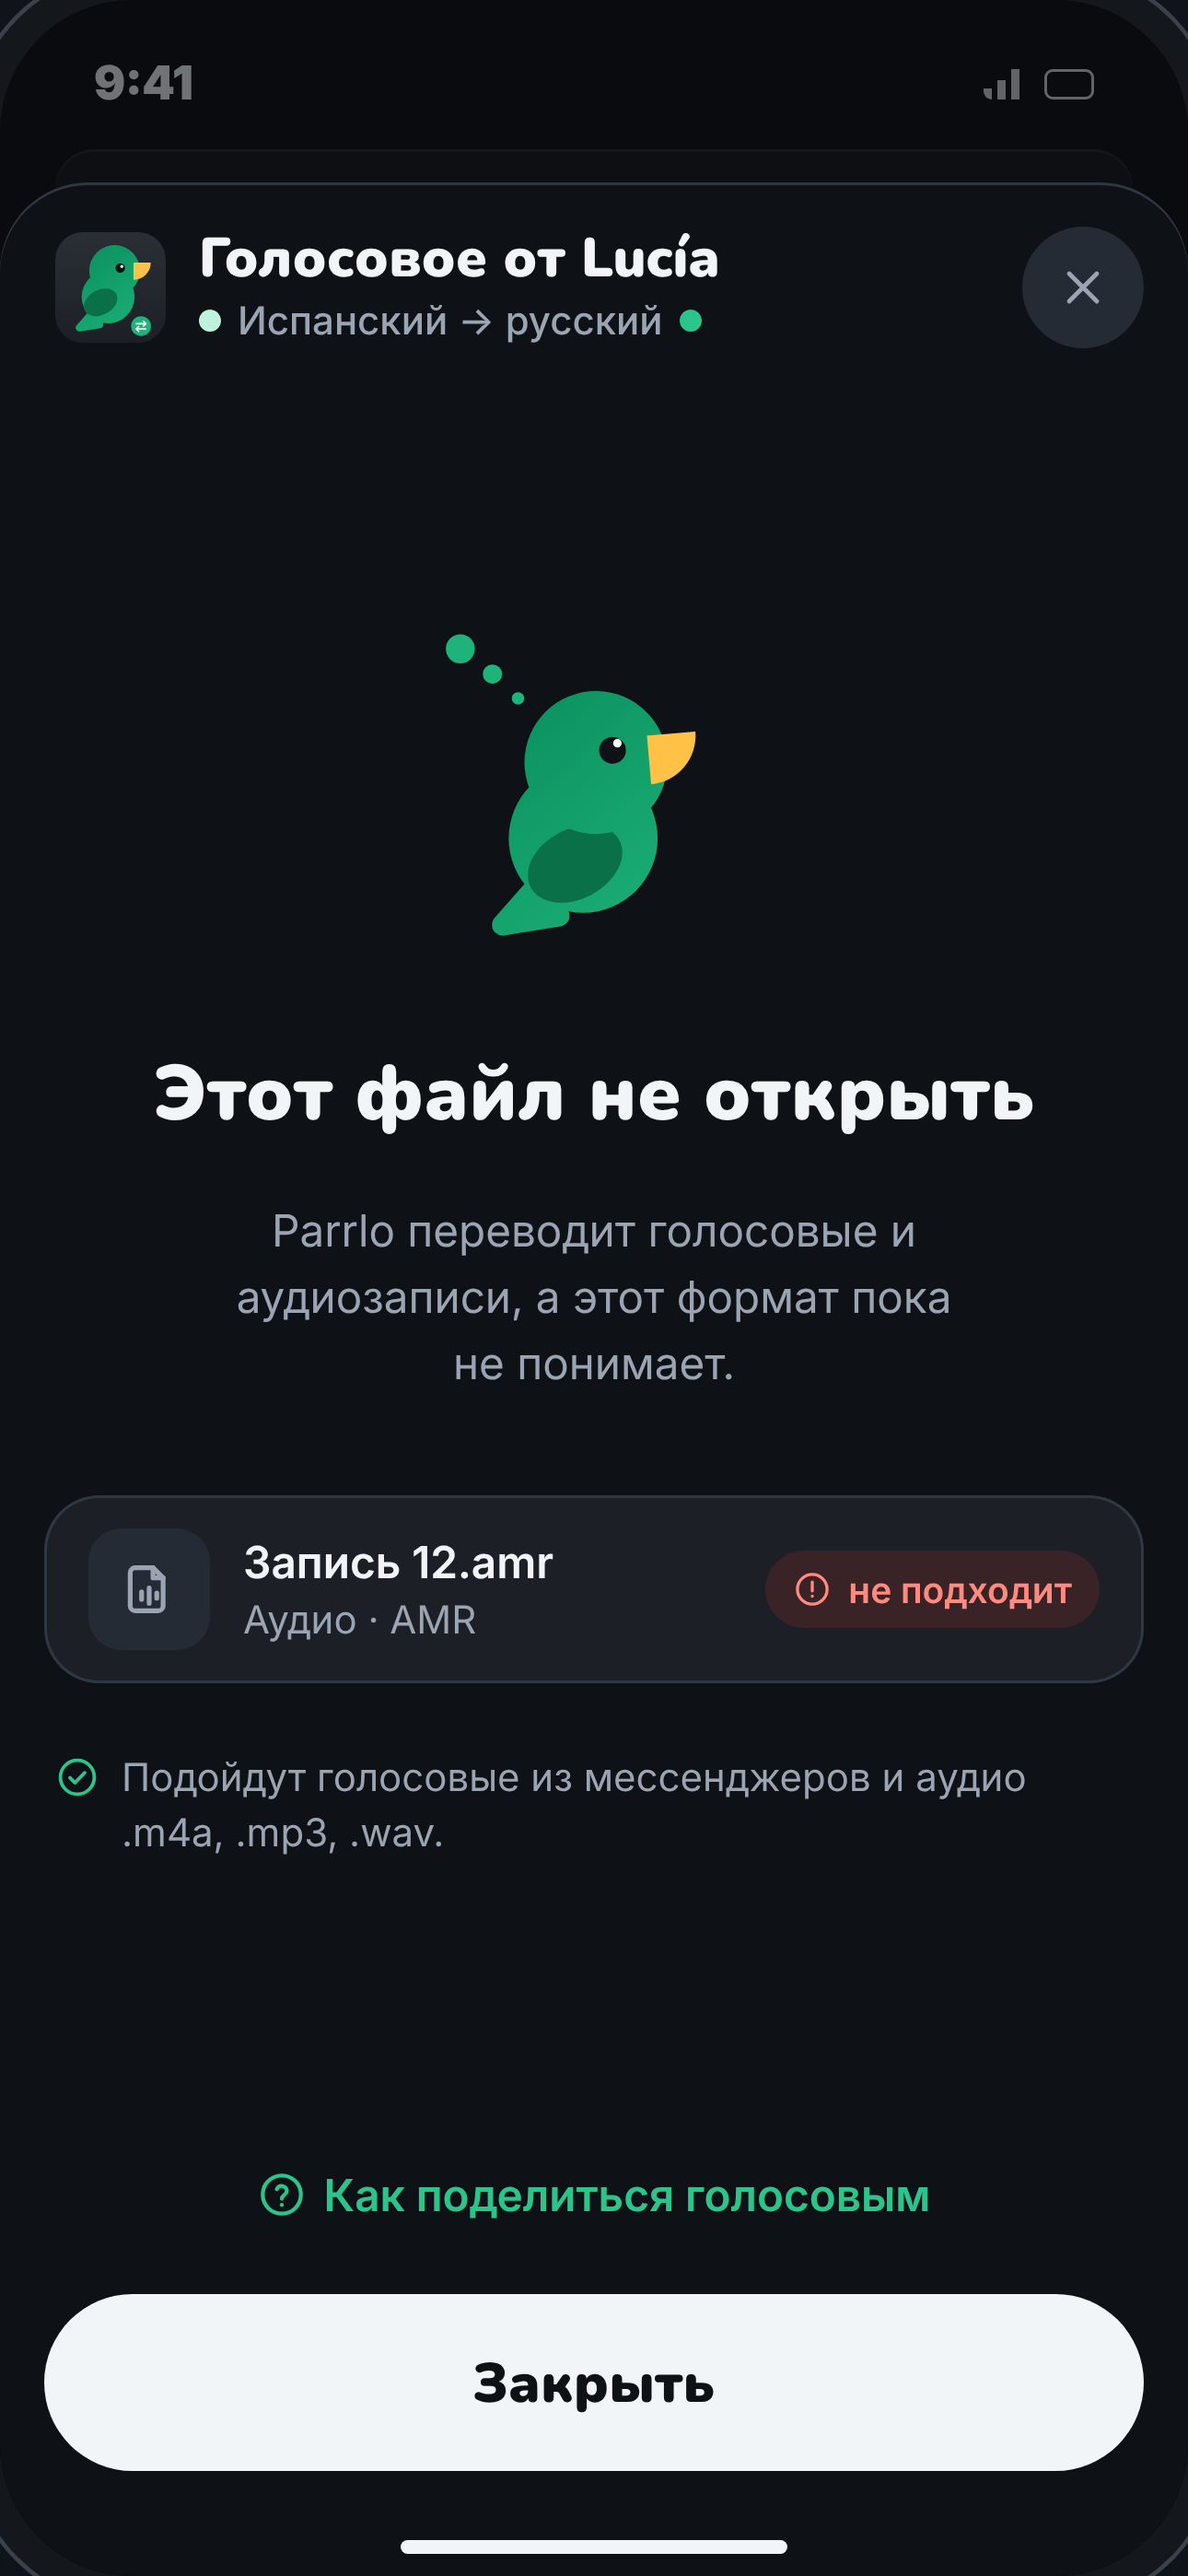 9:41
Голосовое от Lucía
Испанский → русский
Этот файл не открыть
Parrlo переводит голосовые и
аудиозаписи, а этот формат пока
не понимает.
Запись 12.amr
Аудио · AMR
не подходит
Подойдут голосовые из мессенджеров и аудио
.m4a, .mp3, .wav.
Как поделиться голосовым
Закрыть